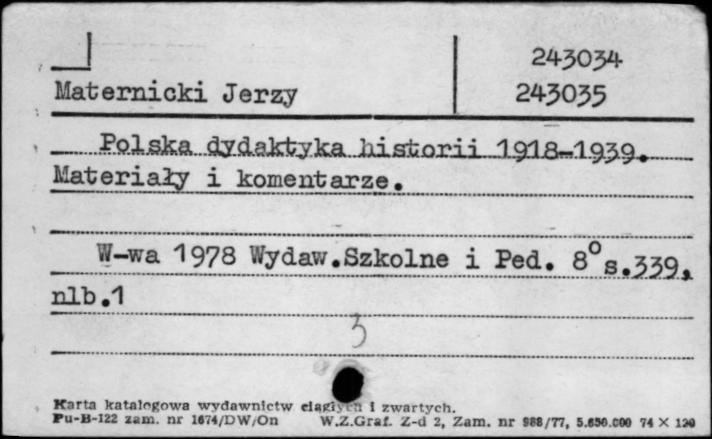 243034
Maternicki Jerzy 243035
Polska dydaktyka historii 1918-1939.
Materiały i komentarze.
W-wa 1978 Wydaw.Szkolne i Ped. 8° s.339,
nlb.1
3
Karta katalogowa wydawnictw ciągłych i zwartych.
Pu-B-122 zam. nr 1674/DW/On W.Z.Graf. Z-d 2, Zam. nr 988/77, 5.650.000 74 X 120